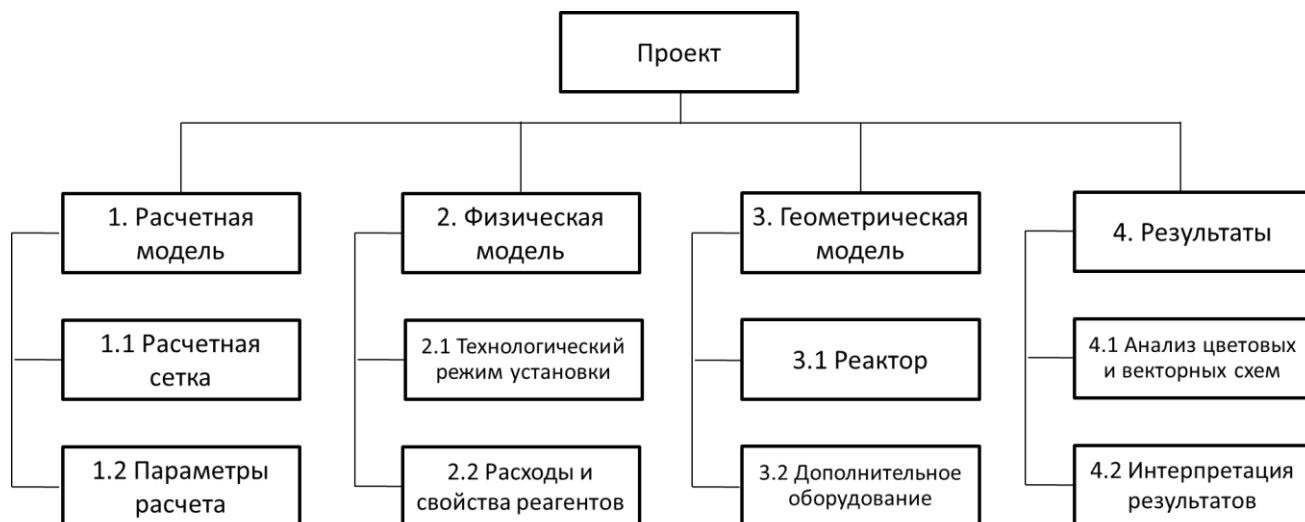 Проект
1. Расчетная
модель
2. Физическая
модель
3. Геометрическая
модель
4. Результаты
1.1 Расчетная
сетка
2.1 Технологический
режим установки
3.1 Реактор
4.1 Анализ цветовых
и векторных схем
1.2 Параметры
расчета
2.2 Расходы и
свойства реагентов
3.2 Дополнительное
оборудование
4.2 Интерпретация
результатов